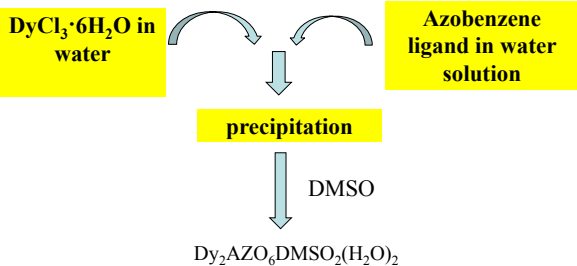 DyCl₃·6H₂O in
water
Azobenzene
ligand in water
solution
precipitation
DMSO
Dy₂AZO₆DMSO₂(H₂O)₂